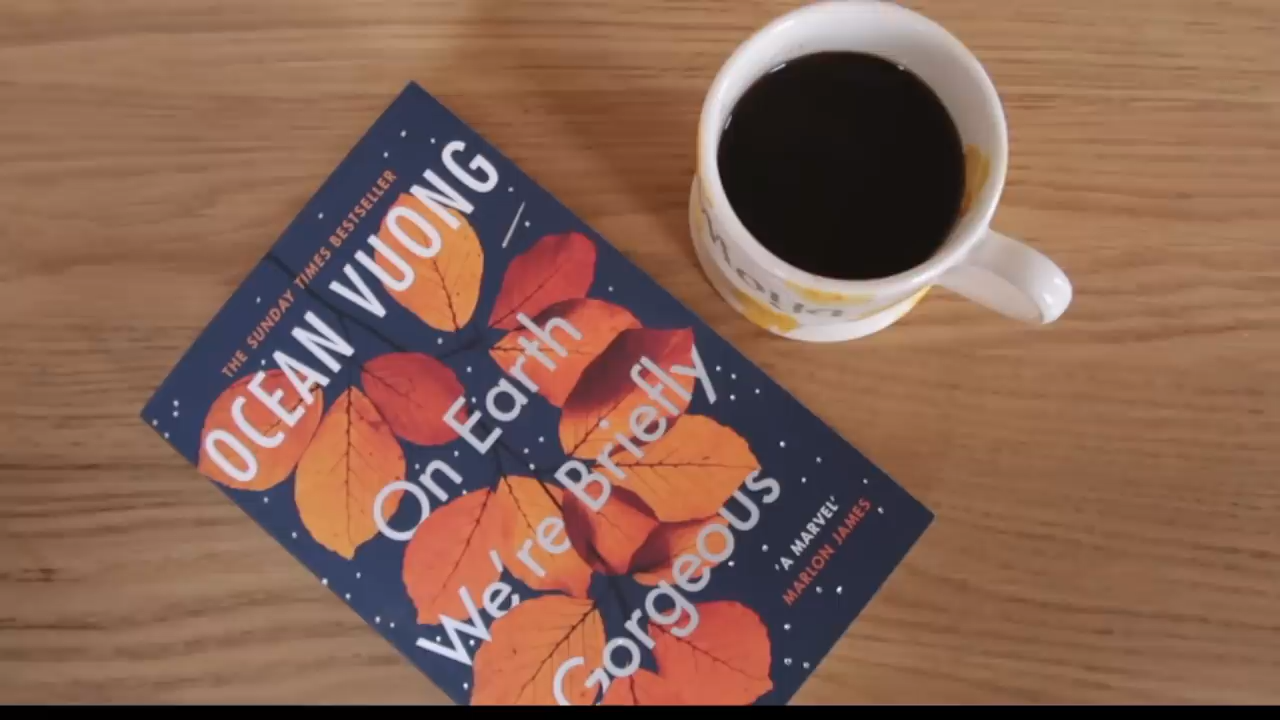 THE SUNDAY TIMES BESTSELLER
OCEAN VUONG
On Earth
We're Briefly
Gorgeous
'A MARVEL'
MARLON JAMES